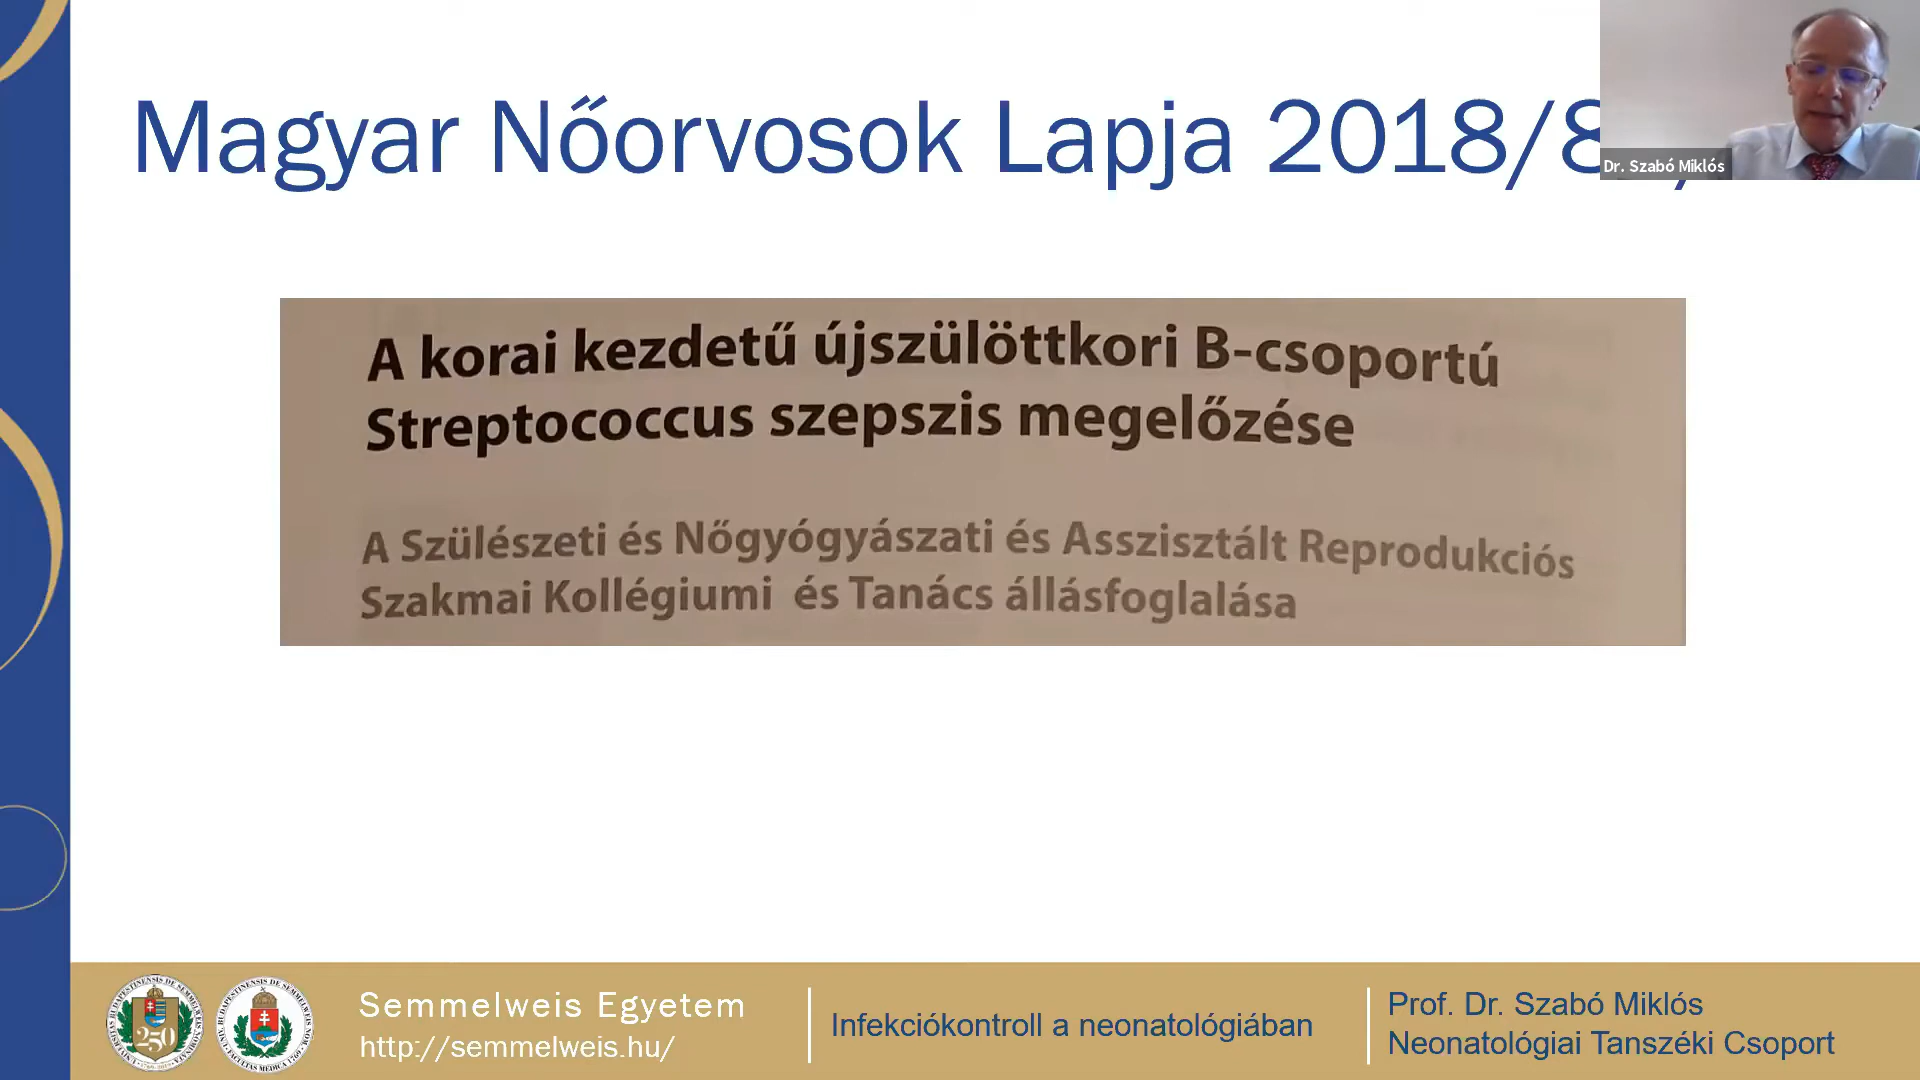 Magyar Nőorvosok Lapja 2018/8
Dr. Szabó Miklós
A korai kezdetű újszülöttkori B-csoportú
Streptococcus szepszis megelőzése
A Szülészeti és Nőgyógyászati és Asszisztált Reprodukciós
Szakmai Kollégiumi és Tanács állásfoglalása
250
Semmelweis Egyetem
http://semmelweis.hu/
Infekciókontroll a neonatológiában
Prof. Dr. Szabó Miklós
Neonatológiai Tanszéki Csoport